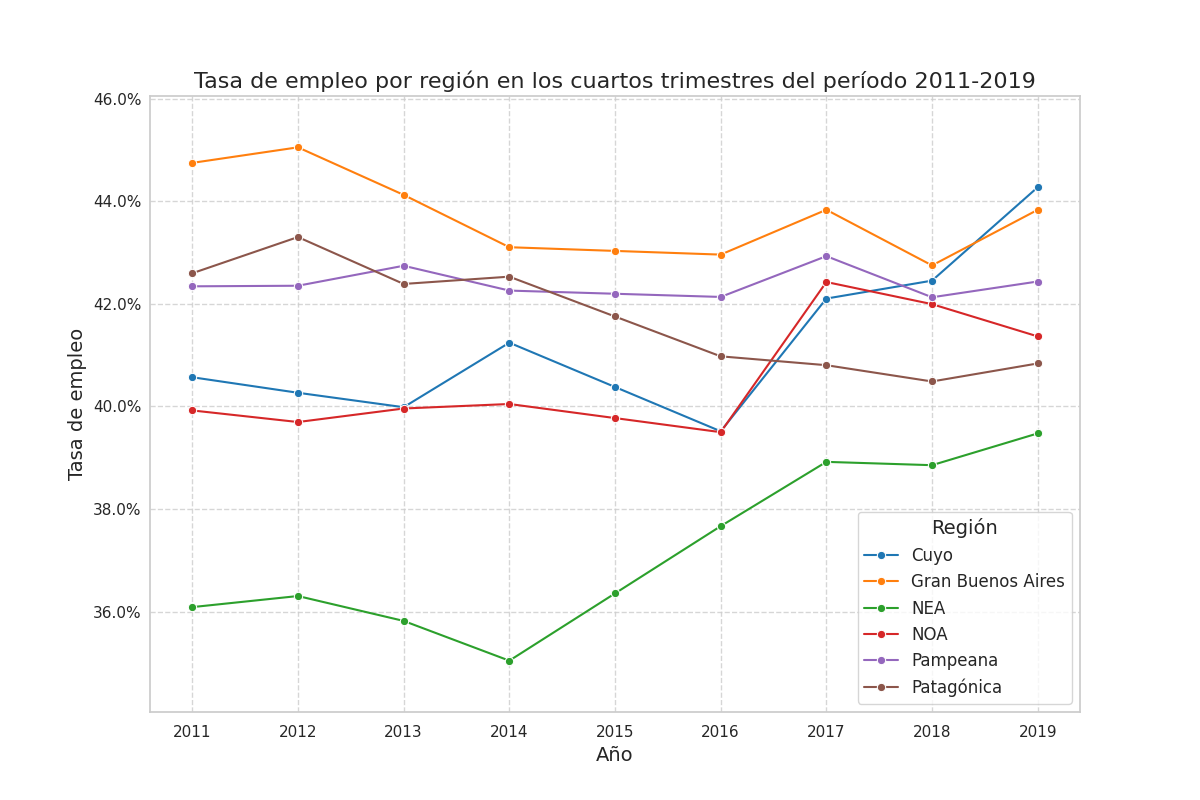 Tasa de empleo por región en los cuartos trimestres del período 2011-2019
46.0%
44.0%
42.0%
40.0%
38.0%
36.0%
Tasa de empleo
2011 2012 2013 2014 2015 2016 2017 2018 2019
Año
Región
Cuyo
Gran Buenos Aires
NEA
NOA
Pampeana
Patagónica